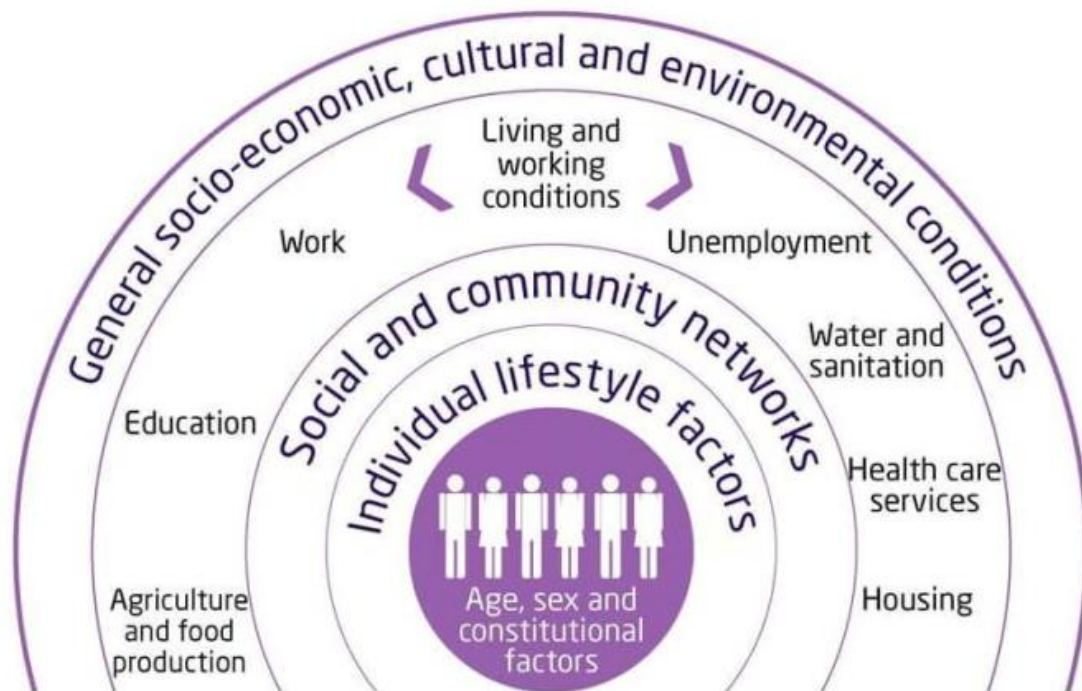 General socio-economic, cultural and environmental conditions
Living and
working
conditions
Work
Unemployment
Social and community networks
Water and
sanitation
Individual lifestyle factors
Education
Health care
services
Agriculture
and food
production
Housing
Age, sex and
constitutional
factors